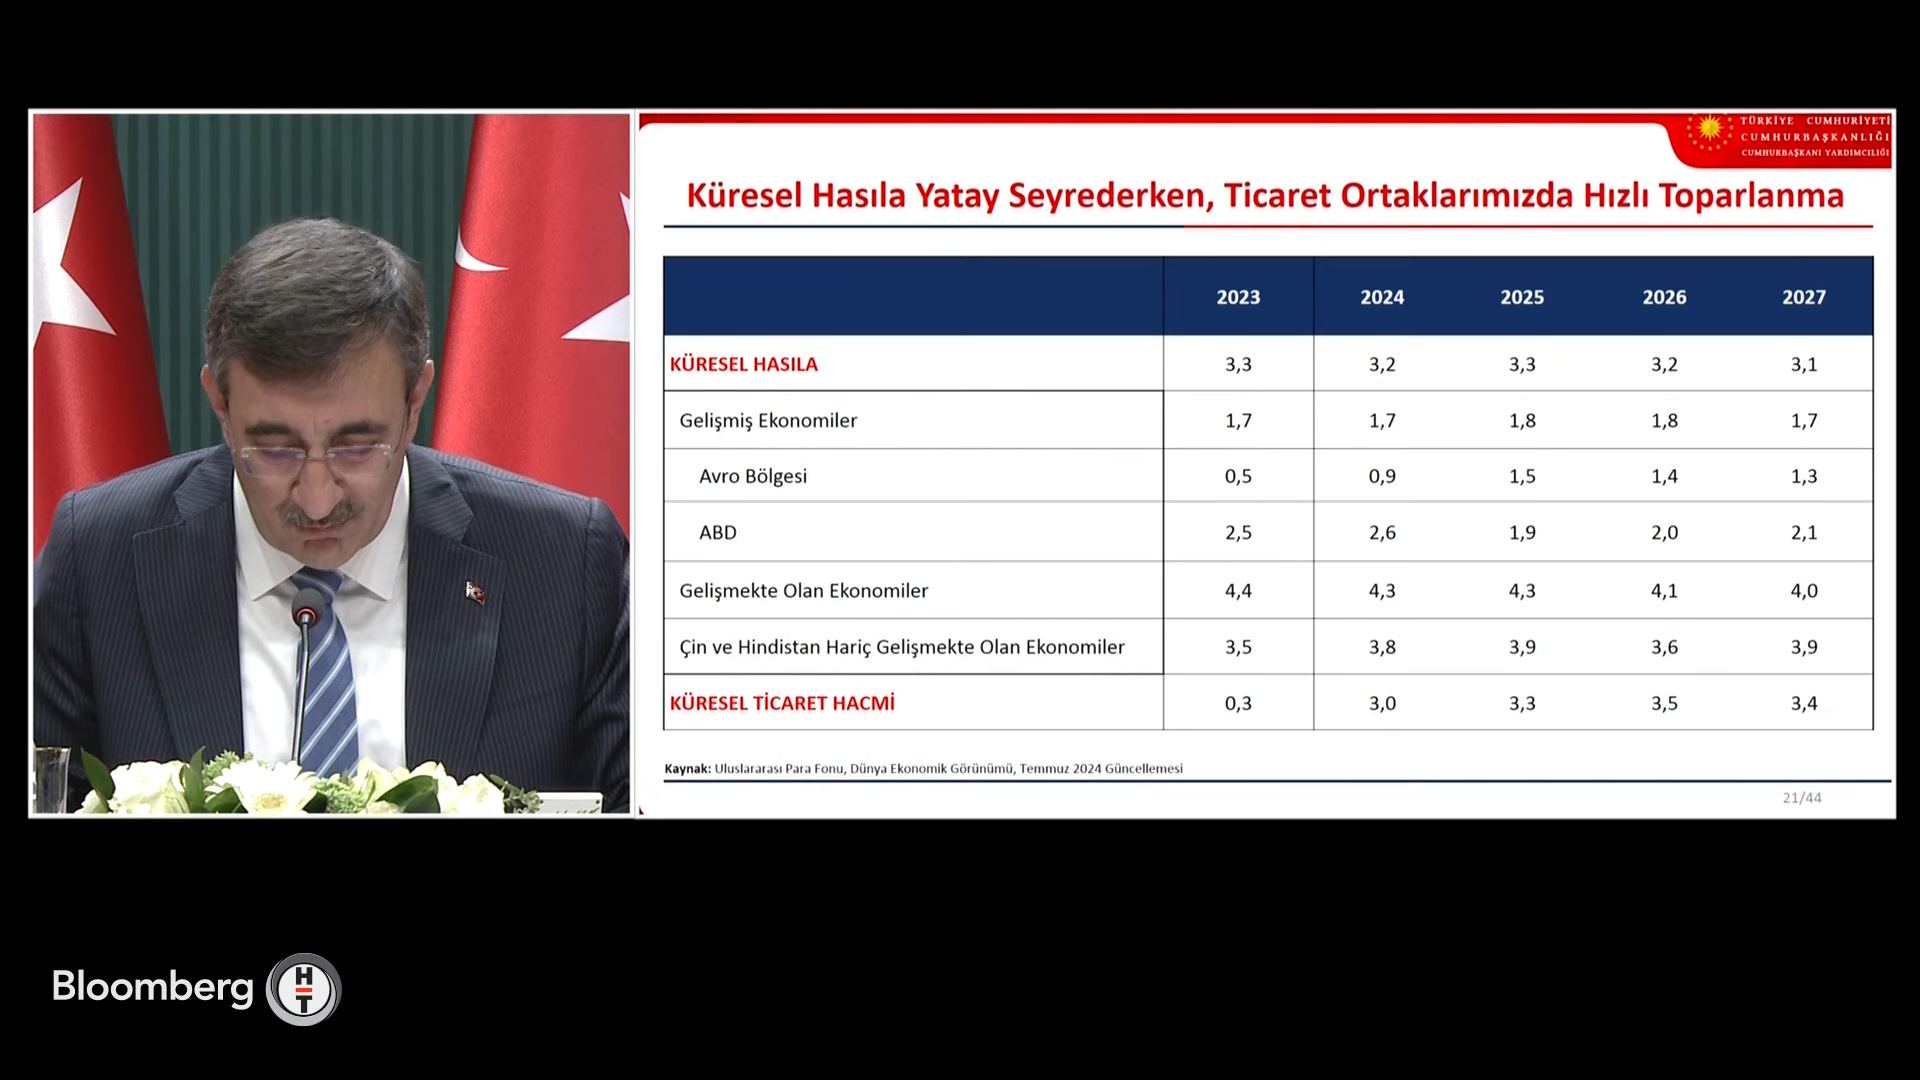 TÜRKİYE CUMHURİYETİ
CUMHURBAŞKANLIĞI
CUMHURBAŞKANI YARDIMCILIĞI
Küresel Hasıla Yatay Seyrederken, Ticaret Ortaklarımızda Hızlı Toparlanma
2023 2024 2025 2026 2027
KÜRESEL HASILA 3,3 3,2 3,3 3,2 3,1
Gelişmiş Ekonomiler 1,7 1,7 1,8 1,8 1,7
Avro Bölgesi 0,5 0,9 1,5 1,4 1,3
ABD 2,5 2,6 1,9 2,0 2,1
Gelişmekte Olan Ekonomiler 4,4 4,3 4,3 4,1 4,0
Çin ve Hindistan Hariç Gelişmekte Olan Ekonomiler 3,5 3,8 3,9 3,6 3,9
KÜRESEL TİCARET HACMİ 0,3 3,0 3,3 3,5 3,4
Kaynak: Uluslararası Para Fonu, Dünya Ekonomik Görünümü, Temmuz 2024 Güncellemesi
21/44
Bloomberg HT